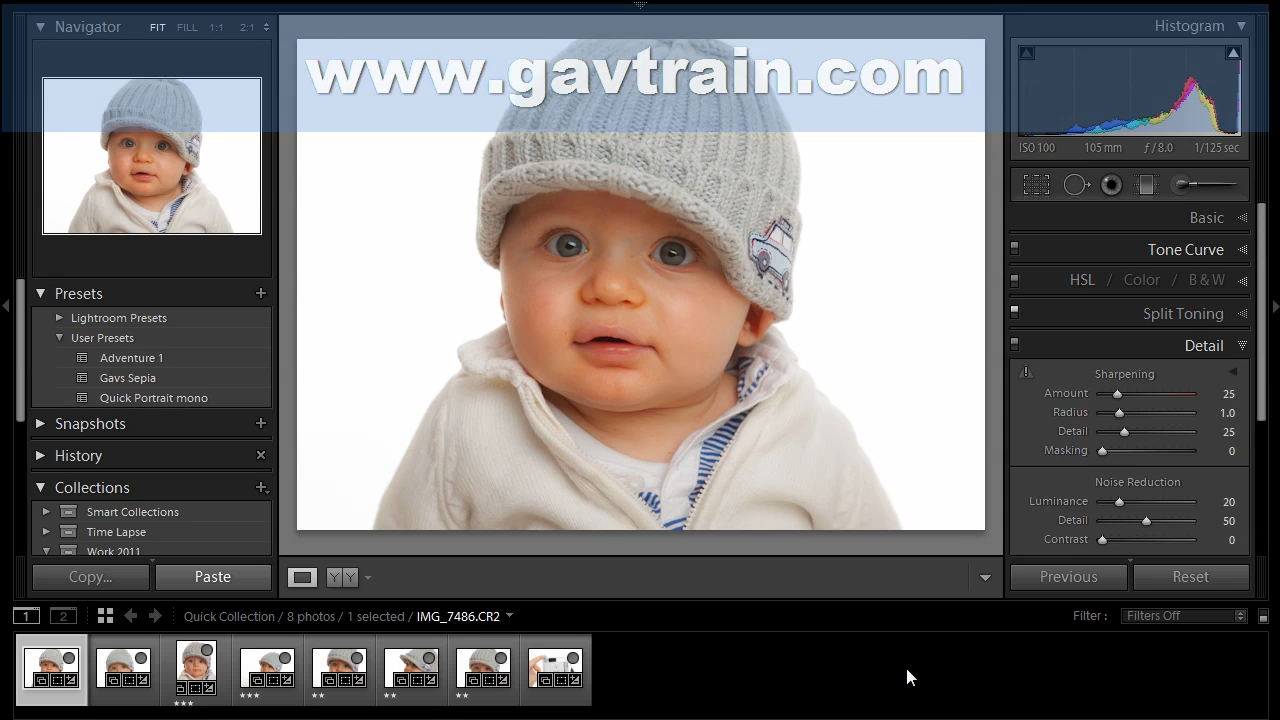 Navigator FIT FILL 1:1 2:1
www.gavtrain.com
Histogram
ISO 100 105 mm ƒ / 8.0 1/125 sec
Basic
Tone Curve
HSL / Color / B & W
Split Toning
Detail
Sharpening
Amount 25
Radius 1.0
Detail 25
Masking 0
Noise Reduction
Luminance 20
Detail 50
Contrast 0
Previous Reset
Presets
Lightroom Presets
User Presets
Adventure 1
Gavs Sepia
Quick Portrait mono
Snapshots
History
Collections
Smart Collections
Time Lapse
Work 2011
Copy... Paste
Y Y
1 2 Quick Collection / 8 photos / 1 selected / IMG_7486.CR2 Filter : Filters Off